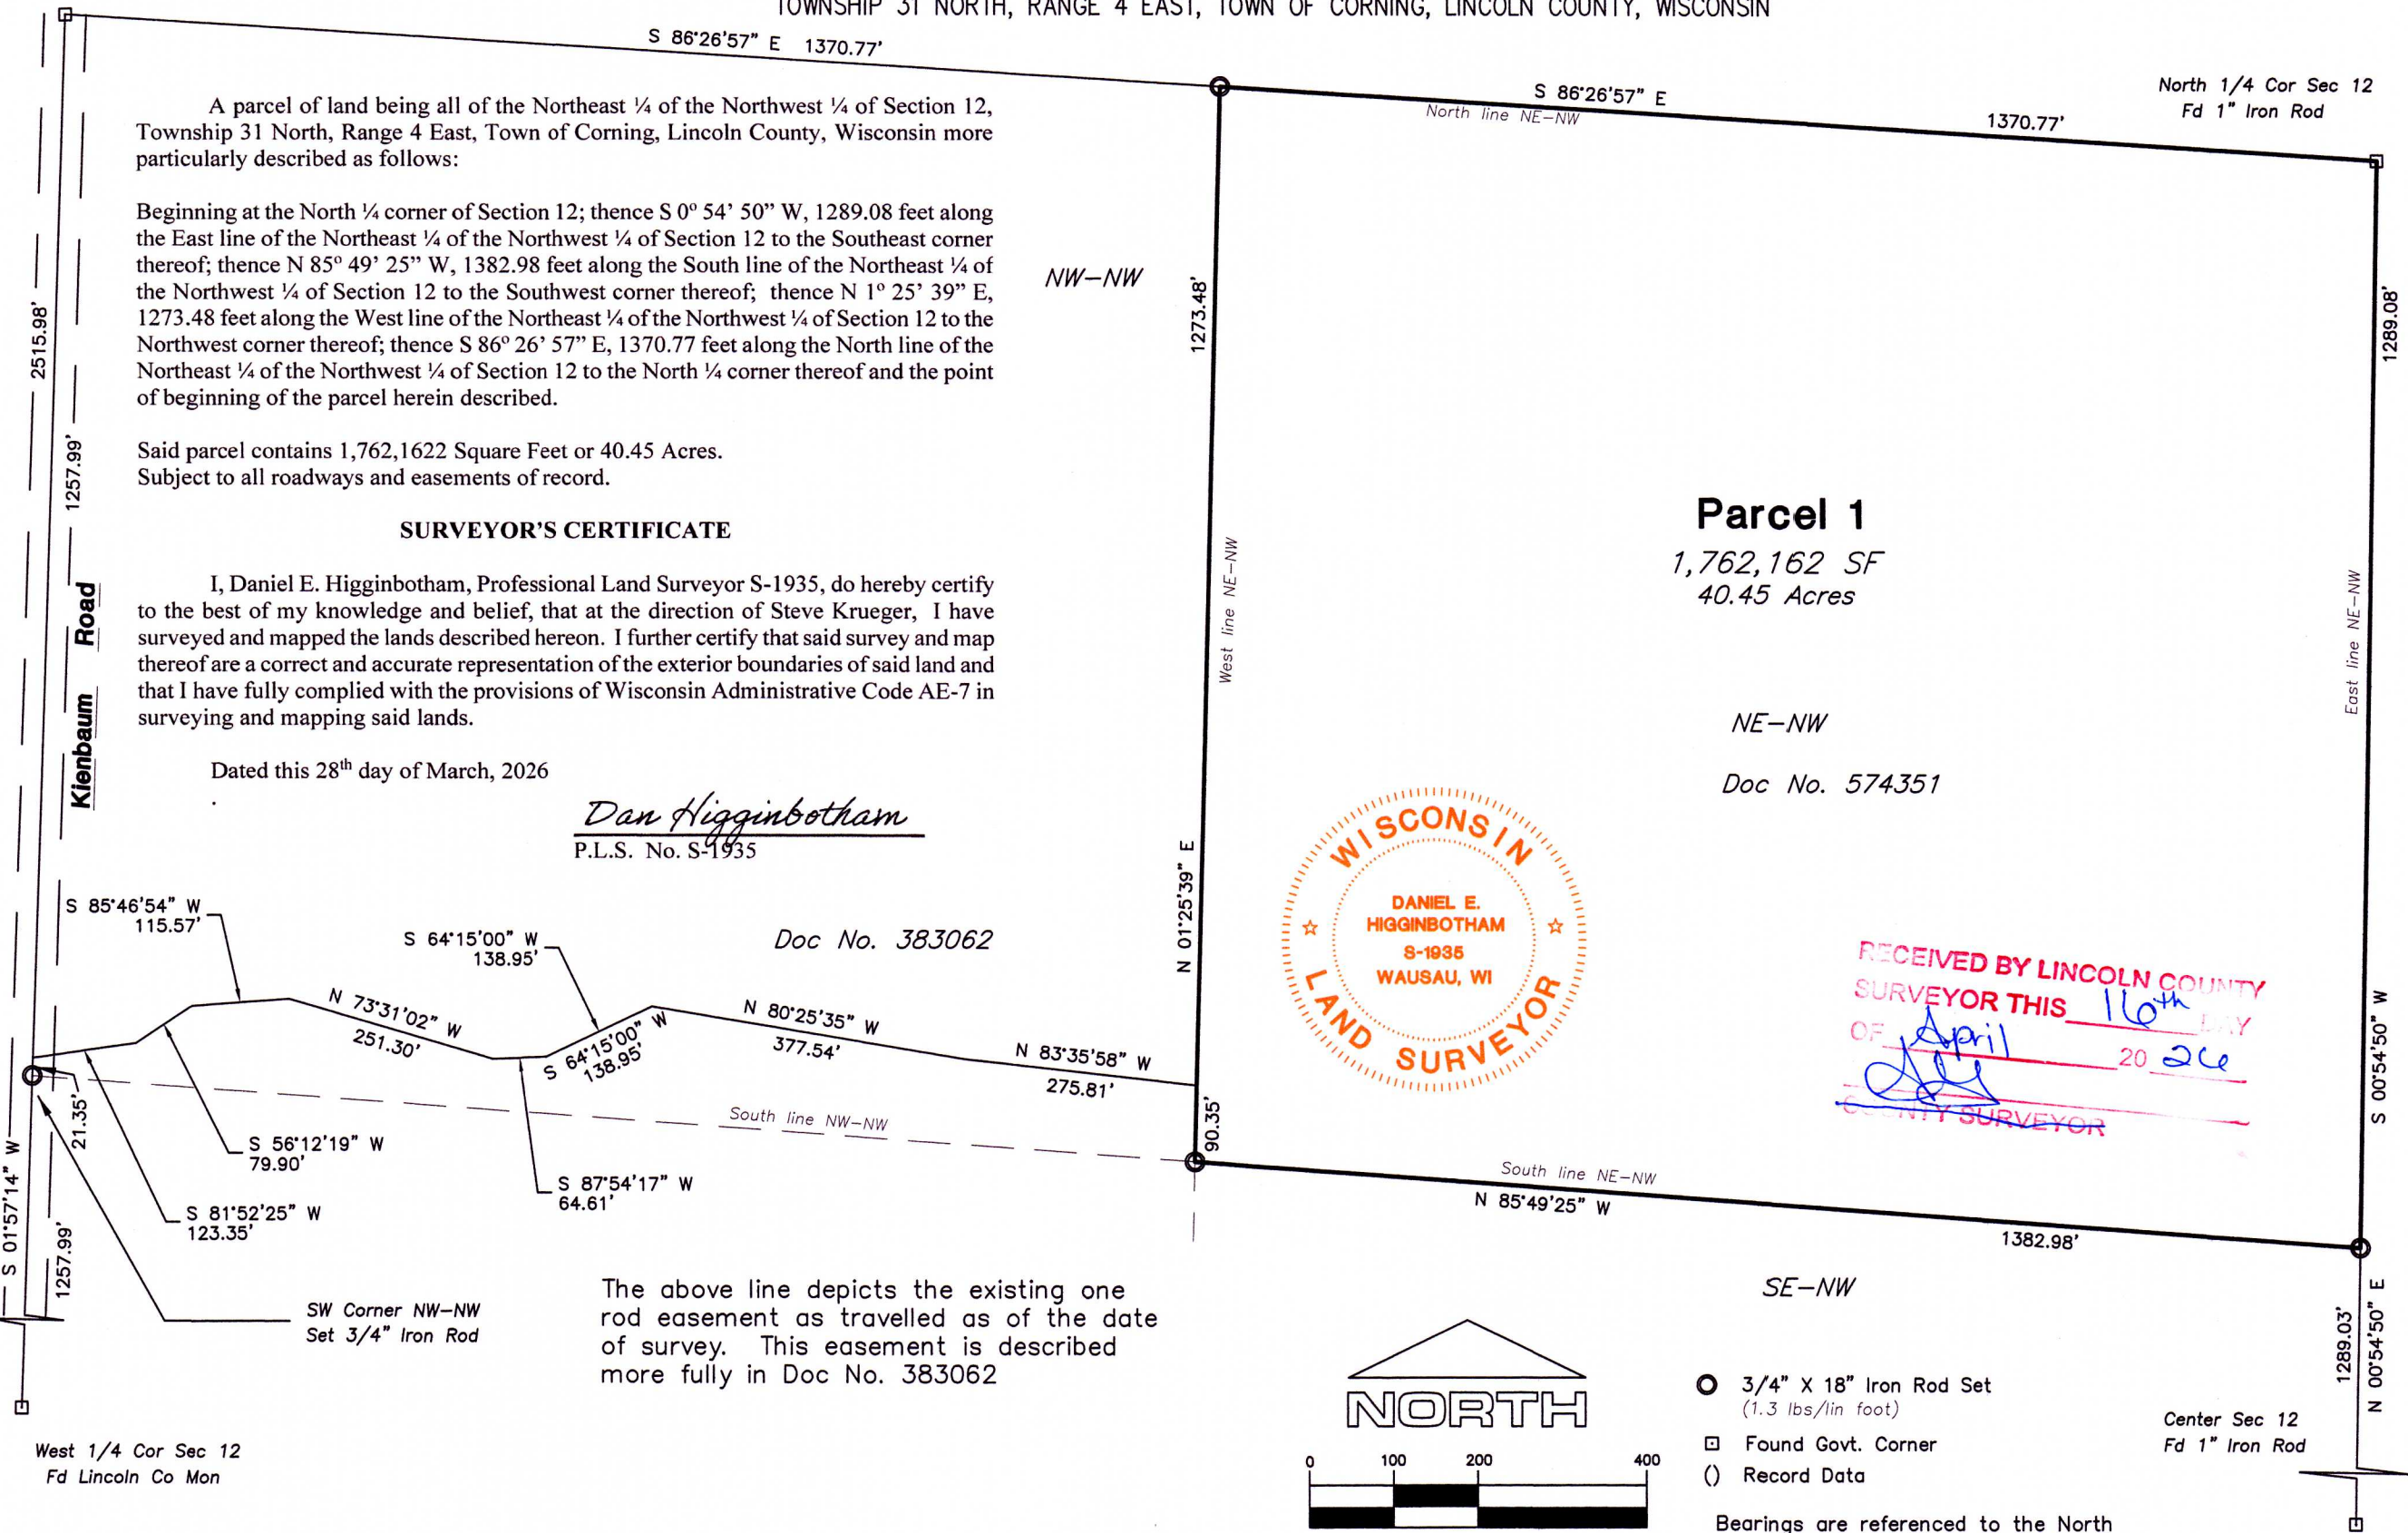 TOWNSHIP 31 NORTH, RANGE 4 EAST, TOWN OF CORNING, LINCOLN COUNTY, WISCONSIN
S 86°26'57" E 1370.77'
S 86°26'57" E
North line NE-NW
1370.77'
North 1/4 Cor Sec 12
Fd 1" Iron Rod
A parcel of land being all of the Northeast ¼ of the Northwest ¼ of Section 12,
Township 31 North, Range 4 East, Town of Corning, Lincoln County, Wisconsin more
particularly described as follows:
Beginning at the North ¼ corner of Section 12; thence S 0° 54' 50" W, 1289.08 feet along
the East line of the Northeast ¼ of the Northwest ¼ of Section 12 to the Southeast corner
thereof; thence N 85° 49' 25" W, 1382.98 feet along the South line of the Northeast ¼ of
the Northwest ¼ of Section 12 to the Southwest corner thereof; thence N 1° 25' 39" E,
1273.48 feet along the West line of the Northeast ¼ of the Northwest ¼ of Section 12 to the
Northwest corner thereof; thence S 86° 26' 57" E, 1370.77 feet along the North line of the
Northeast ¼ of the Northwest ¼ of Section 12 to the North ¼ corner thereof and the point
of beginning of the parcel herein described.
Said parcel contains 1,762,1622 Square Feet or 40.45 Acres.
Subject to all roadways and easements of record.
SURVEYOR'S CERTIFICATE
I, Daniel E. Higginbotham, Professional Land Surveyor S-1935, do hereby certify
to the best of my knowledge and belief, that at the direction of Steve Krueger, I have
surveyed and mapped the lands described hereon. I further certify that said survey and map
thereof are a correct and accurate representation of the exterior boundaries of said land and
that I have fully complied with the provisions of Wisconsin Administrative Code AE-7 in
surveying and mapping said lands.
Dated this 28th day of March, 2026
Dan Higginbotham
P.L.S. No. S-1935
2515.98'
1257.99'
Kienbaum Road
NW-NW
1273.48'
West line NE-NW
N 01°25'39" E
90.35'
Parcel 1
1,762,162 SF
40.45 Acres
NE-NW
Doc No. 574351
1289.08'
East line NE-NW
S 00°54'50" W
WISCONSIN
DANIEL E.
HIGGINBOTHAM
S-1935
WAUSAU, WI
LAND SURVEYOR
RECEIVED BY LINCOLN COUNTY
SURVEYOR THIS 16th DAY
OF April 2026
COUNTY SURVEYOR
S 85°46'54" W
115.57'
S 64°15'00" W
138.95'
Doc No. 383062
N 73°31'02" W
251.30'
S 64°15'00" W
138.95'
N 80°25'35" W
377.54'
N 83°35'58" W
275.81'
South line NW-NW
21.35'
S 56°12'19" W
79.90'
S 87°54'17" W
64.61'
S 81°52'25" W
123.35'
S 01°57'14" W
1257.99'
SW Corner NW-NW
Set 3/4" Iron Rod
The above line depicts the existing one
rod easement as travelled as of the date
of survey. This easement is described
more fully in Doc No. 383062
West 1/4 Cor Sec 12
Fd Lincoln Co Mon
South line NE-NW
N 85°49'25" W
1382.98'
SE-NW
NORTH
0 100 200 400
3/4" X 18" Iron Rod Set
(1.3 lbs/lin foot)
Found Govt. Corner
() Record Data
Bearings are referenced to the North
1289.03'
N 00°54'50" E
Center Sec 12
Fd 1" Iron Rod